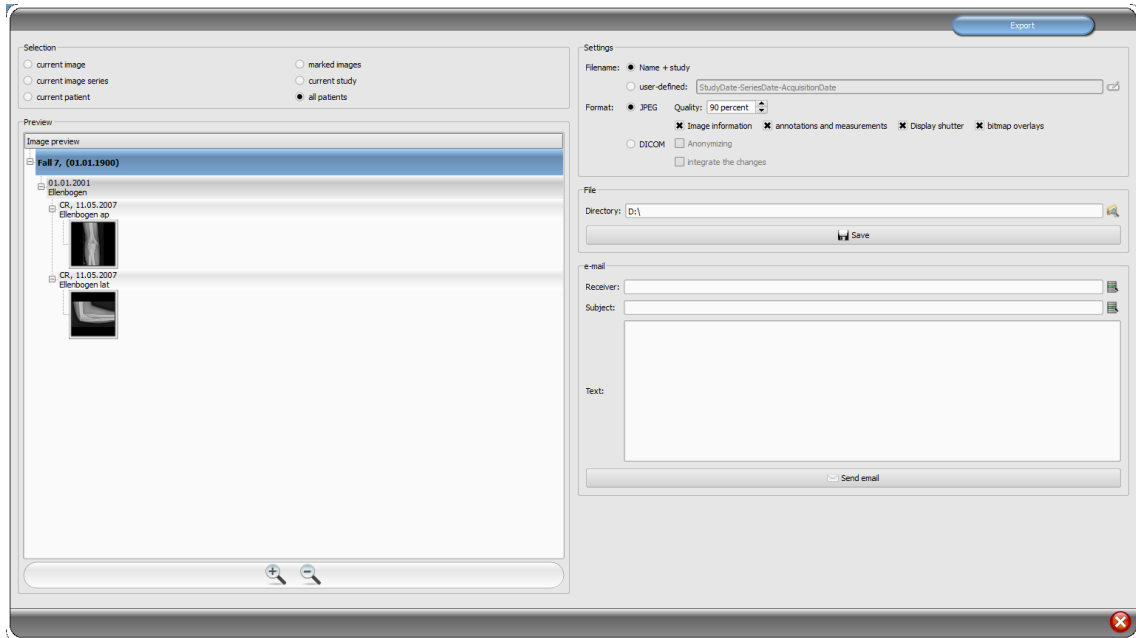 Export
Selection
current image
marked images
current image series
current study
current patient
all patients
Preview
Image preview
Fall 7, (01.01.1900)
01.01.2001
Ellenbogen
CR, 11.05.2007
Ellenbogen ap
CR, 11.05.2007
Ellenbogen lat
Settings
Filename: Name + study
user-defined: StudyDate-SeriesDate-AcquisitionDate
Format: JPEG Quality: 90 percent
Image information annotations and measurements Display shutter bitmap overlays
DICOM Anonymizing
integrate the changes
File
Directory: D:\
Save
e-mail
Receiver:
Subject:
Text:
Send email